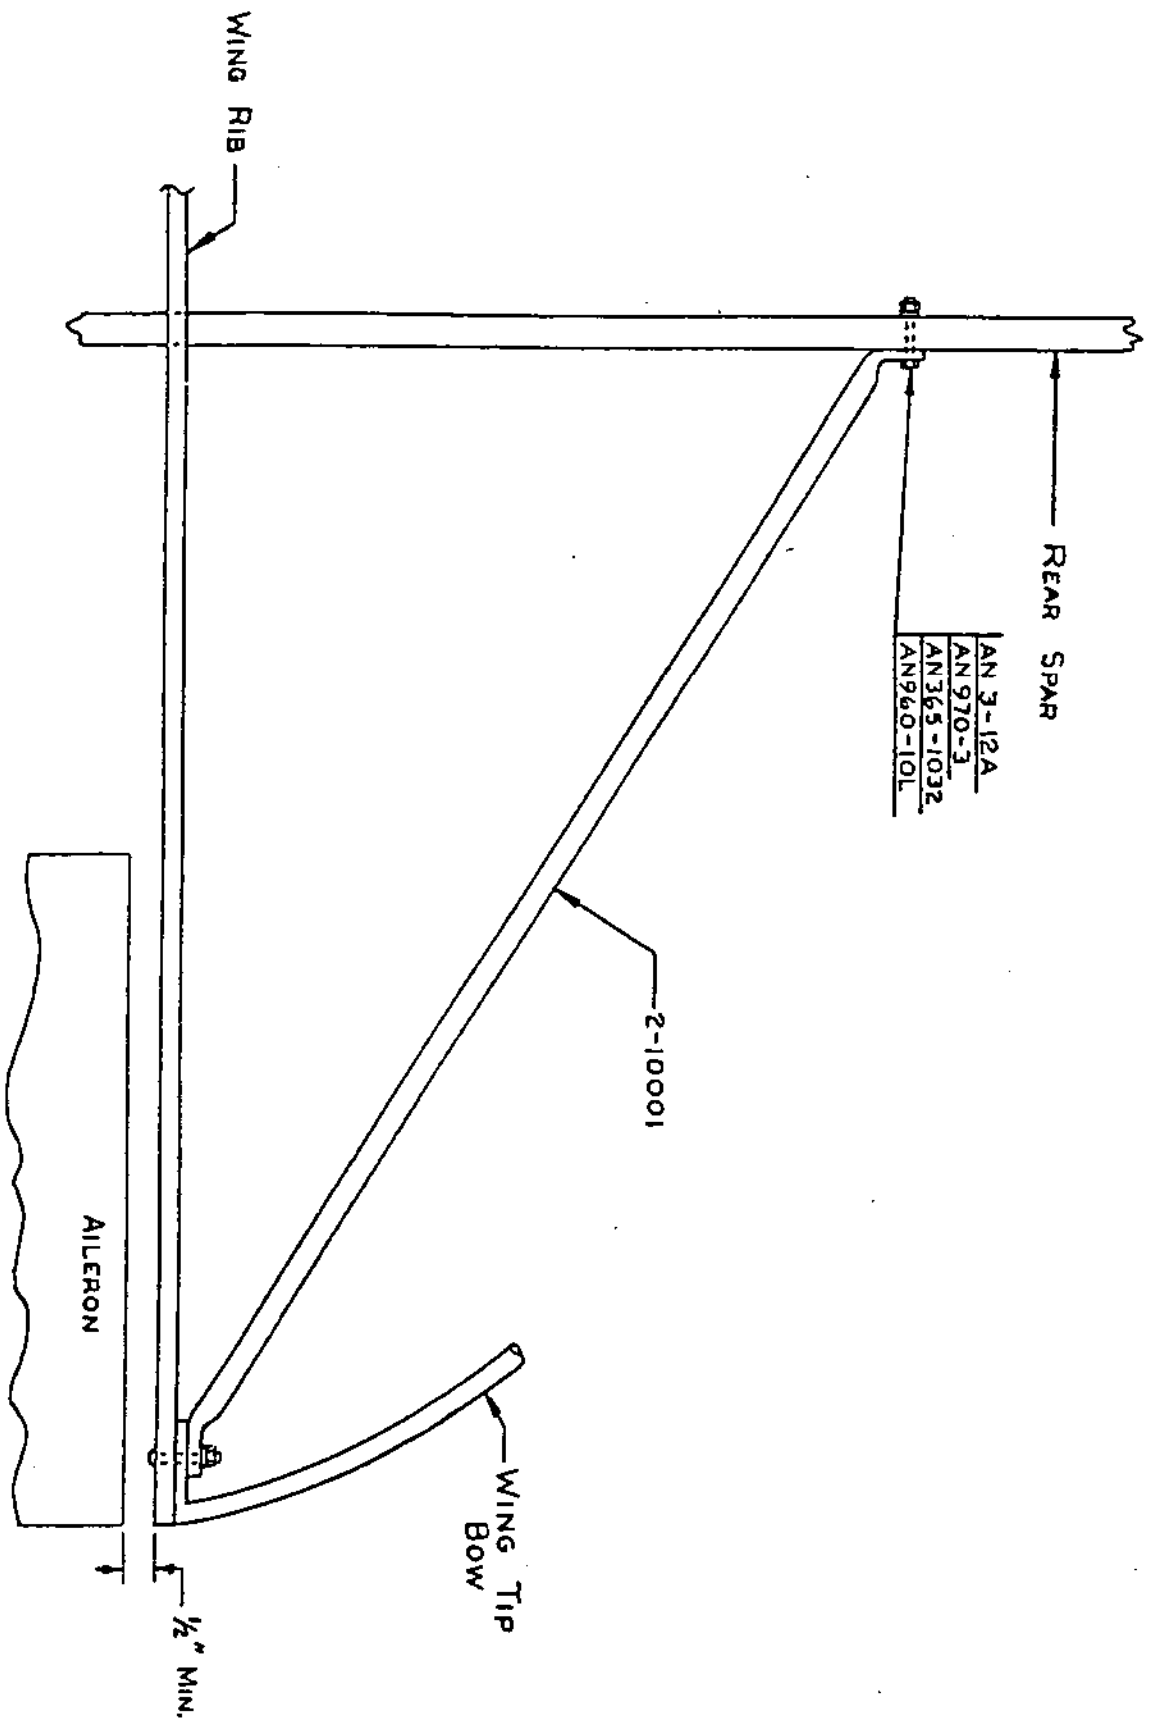 REAR SPAR
AN 3-12A
AN 970-3
AN365-1032
AN960-10L
2-10001
WING TIP
BOW
WING RIB
AILERON
½" MIN.